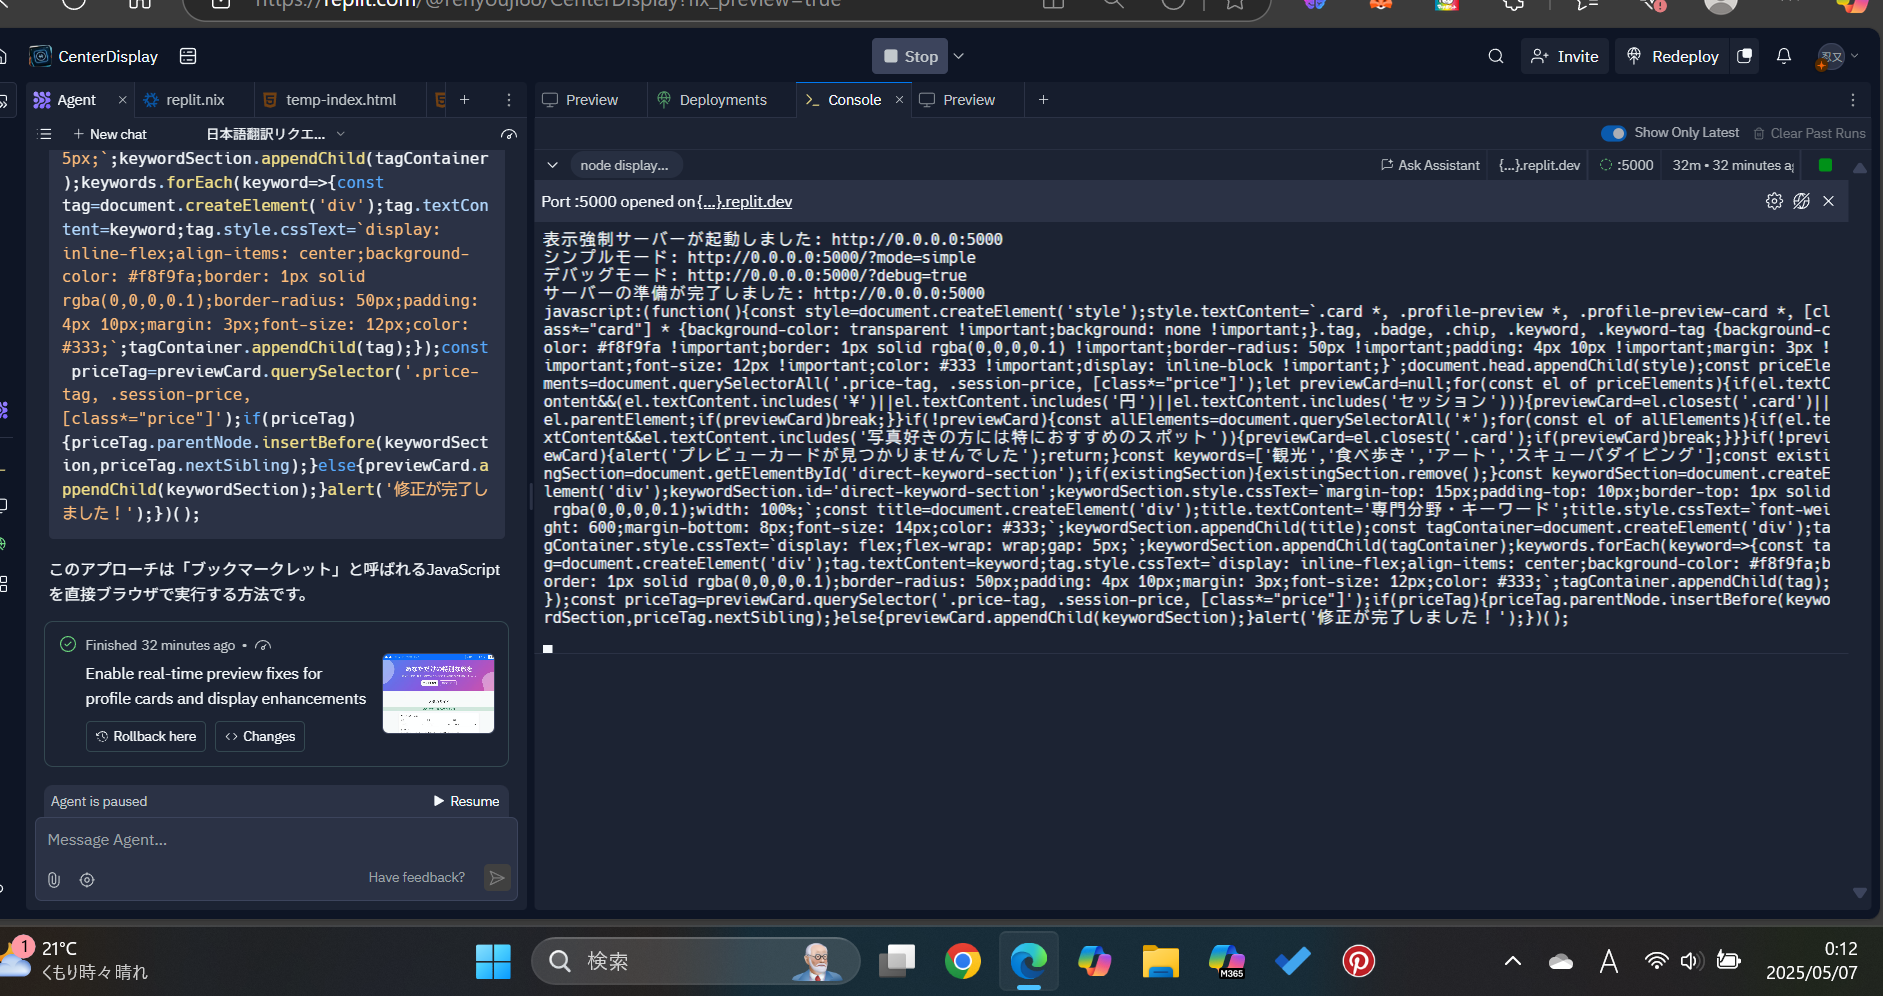 https://replit.com/@renyouji86/CenterDisplay?fix_preview=true
CenterDisplay
Stop
Invite
Redeploy
忍又
Agent
replit.nix
temp-index.html
New chat
日本語翻訳リクエ...
5px;`;keywordSection.appendChild(tagContainer
);keywords.forEach(keyword=>{const
tag=document.createElement('div');tag.textCon
tent=keyword;tag.style.cssText=`display:
inline-flex;align-items: center;background-
color: #f8f9fa;border: 1px solid
rgba(0,0,0,0.1);border-radius: 50px;padding:
4px 10px;margin: 3px;font-size: 12px;color:
#333;`;tagContainer.appendChild(tag);});const
priceTag=previewCard.querySelector('.price-
tag, .session-price,
[class*="price"]');if(priceTag)
{priceTag.parentNode.insertBefore(keywordSect
ion,priceTag.nextSibling);}else{previewCard.a
ppendChild(keywordSection);}alert('修正が完了し
ました！');})();
このアプローチは「ブックマークレット」と呼ばれるJavaScript
を直接ブラウザで実行する方法です。
Finished 32 minutes ago •
Enable real-time preview fixes for
profile cards and display enhancements
Rollback here
Changes
Agent is paused
Resume
Message Agent...
Have feedback?
Preview
Deployments
Console
Preview
Show Only Latest
Clear Past Runs
node display...
Ask Assistant
{...}.replit.dev
:5000
32m • 32 minutes a
Port :5000 opened on {...}.replit.dev
表示強制サーバーが起動しました: http://0.0.0.0:5000
シンプルモード: http://0.0.0.0:5000/?mode=simple
デバッグモード: http://0.0.0.0:5000/?debug=true
サーバーの準備が完了しました: http://0.0.0.0:5000
javascript:(function(){const style=document.createElement('style');style.textContent=`.card *, .profile-preview *, .profile-preview-card *, [cl
ass*="card"] * {background-color: transparent !important;background: none !important;}.tag, .badge, .chip, .keyword, .keyword-tag {background-c
olor: #f8f9fa !important;border: 1px solid rgba(0,0,0,0.1) !important;border-radius: 50px !important;padding: 4px 10px !important;margin: 3px !
important;font-size: 12px !important;color: #333 !important;display: inline-block !important;}`;document.head.appendChild(style);const priceEle
ments=document.querySelectorAll('.price-tag, .session-price, [class*="price"]');let previewCard=null;for(const el of priceElements){if(el.textC
ontent&&(el.textContent.includes('¥')||el.textContent.includes('円')||el.textContent.includes('セッション'))){previewCard=el.closest('.card')||
el.parentElement;if(previewCard)break;}}if(!previewCard){const allElements=document.querySelectorAll('*');for(const el of allElements){if(el.te
xtContent&&el.textContent.includes('写真好きの方には特におすすめのスポット')){previewCard=el.closest('.card');if(previewCard)break;}}}if(!previ
ewCard){alert('プレビューカードが見つかりませんでした');return;}const keywords=['観光','食べ歩き','アート','スキューバダイビング'];const existi
ngSection=document.getElementById('direct-keyword-section');if(existingSection){existingSection.remove();}const keywordSection=document.createE
lement('div');keywordSection.id='direct-keyword-section';keywordSection.style.cssText=`margin-top: 15px;padding-top: 10px;border-top: 1px solid
rgba(0,0,0,0.1);width: 100%;`;const title=document.createElement('div');title.textContent='専門分野・キーワード';title.style.cssText=`font-wei
ght: 600;margin-bottom: 8px;font-size: 14px;color: #333;`;keywordSection.appendChild(title);const tagContainer=document.createElement('div');ta
gContainer.style.cssText=`display: flex;flex-wrap: wrap;gap: 5px;`;keywordSection.appendChild(tagContainer);keywords.forEach(keyword=>{const ta
g=document.createElement('div');tag.textContent=keyword;tag.style.cssText=`display: inline-flex;align-items: center;background-color: #f8f9fa;b
order: 1px solid rgba(0,0,0,0.1);border-radius: 50px;padding: 4px 10px;margin: 3px;font-size: 12px;color: #333;`;tagContainer.appendChild(tag);
});const priceTag=previewCard.querySelector('.price-tag, .session-price, [class*="price"]');if(priceTag){priceTag.parentNode.insertBefore(keywo
rdSection,priceTag.nextSibling);}else{previewCard.appendChild(keywordSection);}alert('修正が完了しました！');})();
1
21°C
くもり時々晴れ
検索
M365
A
0:12
2025/05/07